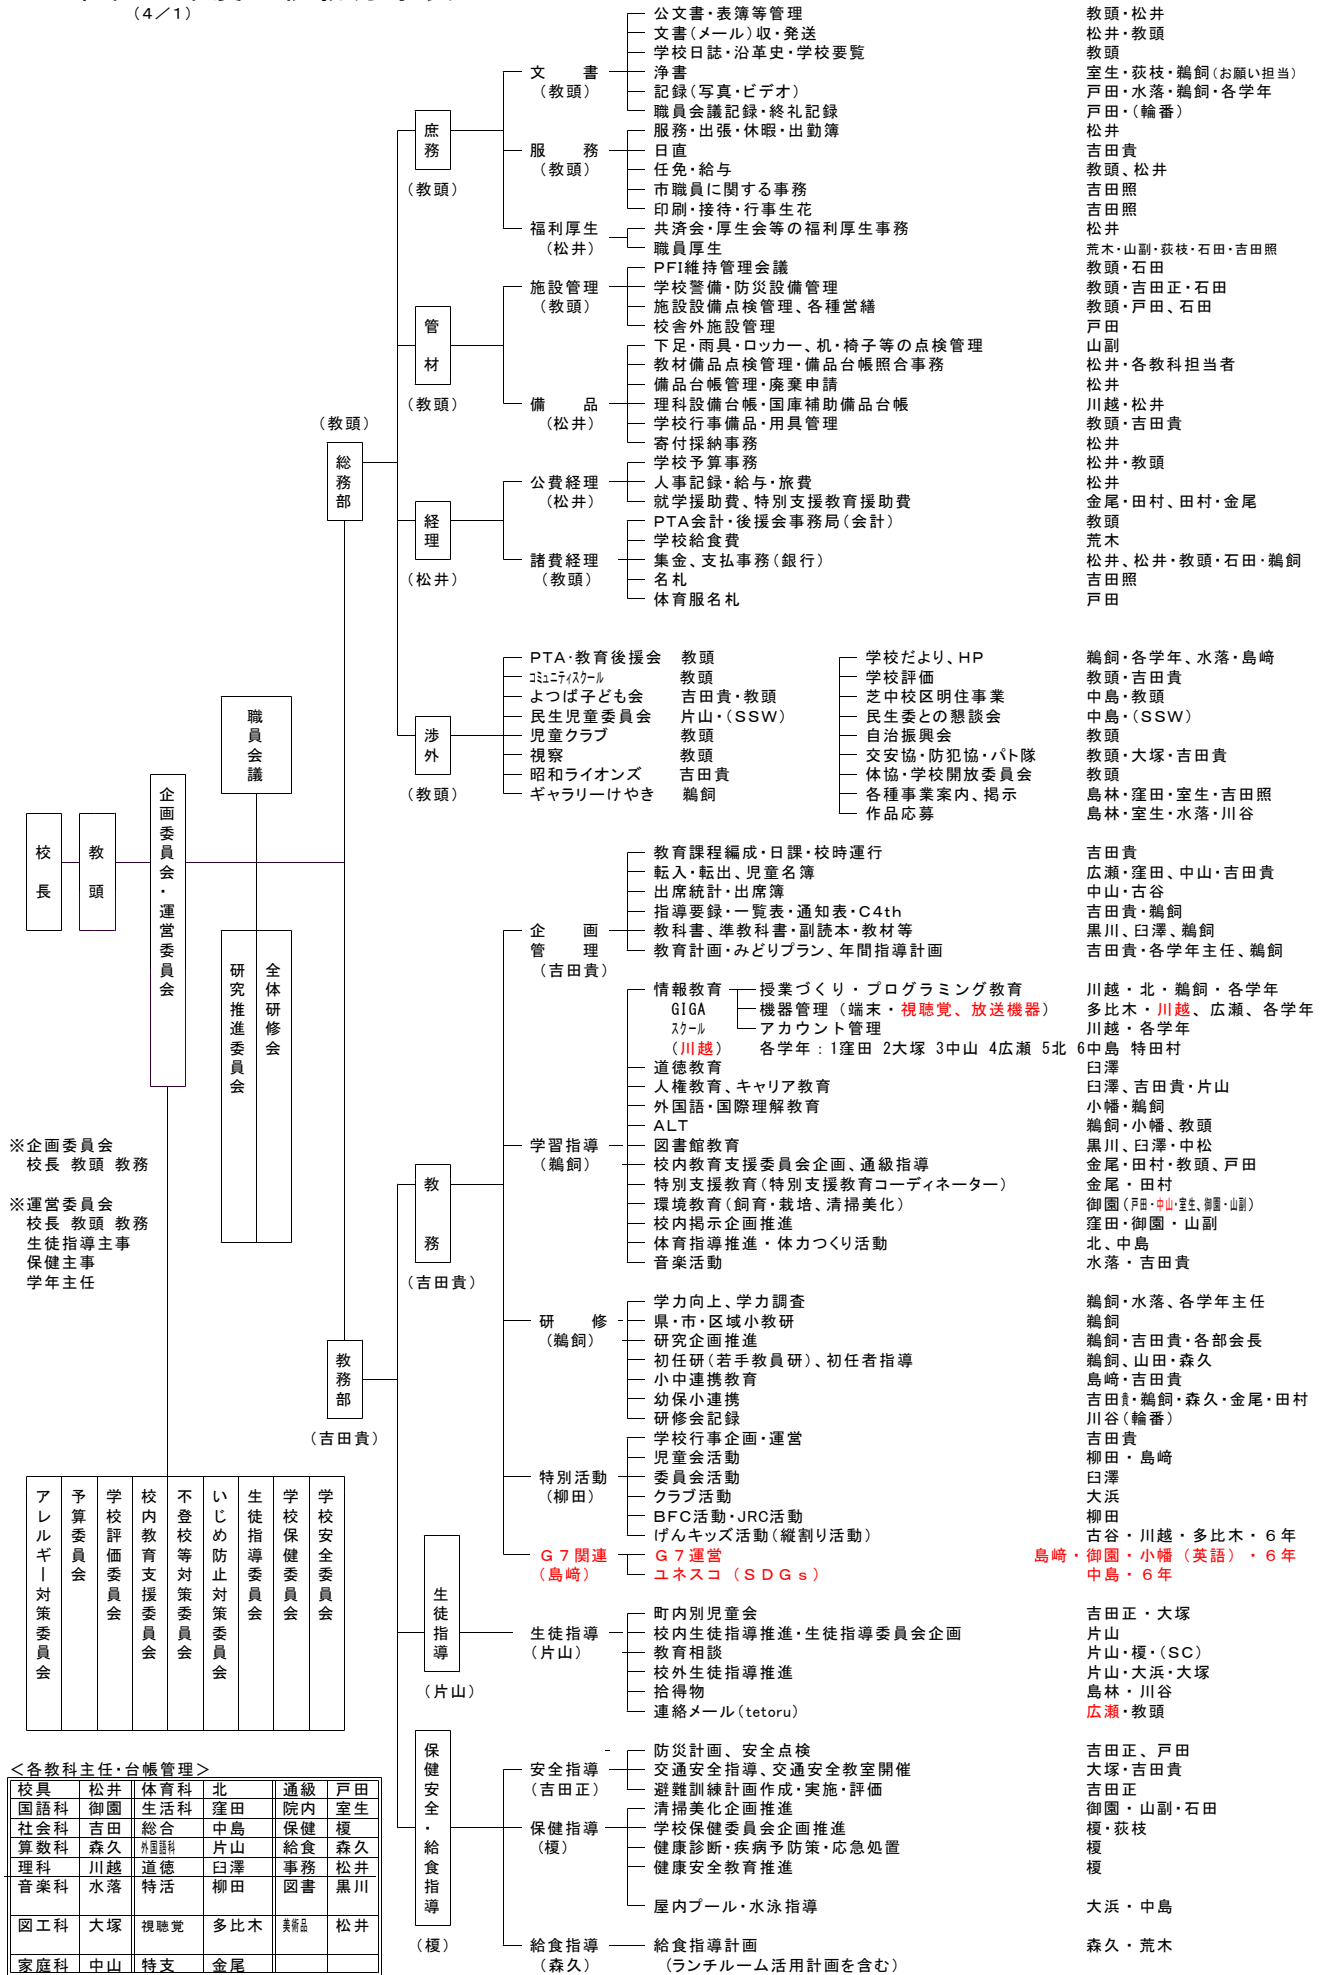 （４／１）
公文書・表簿等管理 教頭・松井
文書（メール）収・発送 松井・教頭
学校日誌・沿革史・学校要覧 教頭
文　書 浄書 室生・荻枝・鵜飼（お願い担当）
（教頭） 記録（写真・ビデオ） 戸田・水落・鵜飼・各学年
職員会議記録・終礼記録 戸田・（輪番）
庶務 服務・出張・休暇・出勤簿 松井
服　務 日直 吉田貴
（教頭） 任免・給与 教頭、松井
（教頭） 市職員に関する事務 吉田照
印刷・接待・行事生花 吉田照
福利厚生 共済会・厚生会等の福利厚生事務 松井
（松井） 職員厚生 荒木・山副・荻枝・石田・吉田照
PFI維持管理会議 教頭・石田
施設管理 学校警備・防災設備管理 教頭・吉田正・石田
（教頭） 施設設備点検管理、各種営繕 教頭・戸田、石田
管材 校舎外施設管理 戸田
下足・雨具・ロッカー、机・椅子等の点検管理 山副
教材備品点検管理・備品台帳照合事務 松井・各教科担当者
備品台帳管理・廃棄申請 松井
（教頭） 備　品 理科設備台帳・国庫補助備品台帳 川越・松井
（教頭） （松井） 学校行事備品・用具管理 教頭・吉田貴
寄付採納事務 松井
総務部 学校予算事務 松井・教頭
公費経理 人事記録・給与・旅費 松井
（松井） 就学援助費、特別支援教育援助費 金尾・田村、田村・金尾
経理 PTA会計・後援会事務局（会計） 教頭
学校給食費 荒木
諸費経理 集金、支払事務（銀行） 松井、松井・教頭・石田・鵜飼
（松井） （教頭） 名札 吉田照
体育服名札 戸田
PTA・教育後援会 教頭 学校だより、HP 鵜飼・各学年、水落・島﨑
コミュニティスクール 教頭 学校評価 教頭・吉田貴
よつば子ども会 吉田貴・教頭 芝中校区明住事業 中島・教頭
職員会議 民生児童委員会 片山・（SSW） 民生委との懇談会 中島・（SSW）
渉外 児童クラブ 教頭 自治振興会 教頭
視察 教頭 交安協・防犯協・パト隊 教頭・大塚・吉田貴
昭和ライオンズ 吉田貴 体協・学校開放委員会 教頭
（教頭） ギャラリーけやき 鵜飼 各種事業案内、掲示 島林・窪田・室生・吉田照
作品応募 島林・室生・水落・川谷
校長 教頭 企画委員会・運営委員会
教育課程編成・日課・校時運行 吉田貴
転入・転出、児童名簿 広瀬・窪田、中山・吉田貴
出席統計・出席簿 中山・古谷
指導要録・一覧表・通知表・C4th 吉田貴・鵜飼
企　画 教科書、準教科書・副読本・教材等 黒川、臼澤、鵜飼
管　理 教育計画・みどりプラン、年間指導計画 吉田貴・各学年主任、鵜飼
（吉田貴）
研究推進委員会 全体研修会
情報教育 授業づくり・プログラミング教育 川越・北・鵜飼・各学年
GIGA 機器管理（端末・視聴覚、放送機器） 多比木・川越、広瀬、各学年
スクール アカウント管理 川越・各学年
（川越） 各学年：1窪田 2大塚 3中山 4広瀬 5北 6中島 特田村
道徳教育 臼澤
人権教育、キャリア教育 臼澤、吉田貴・片山
外国語・国際理解教育 小幡・鵜飼
ALT 鵜飼・小幡、教頭
※企画委員会 学習指導 図書館教育 黒川、臼澤・中松
校長 教頭 教務 （鵜飼） 校内教育支援委員会企画、通級指導 金尾・田村・教頭、戸田
教務 特別支援教育（特別支援教育コーディネーター） 金尾・田村
※運営委員会 環境教育（飼育・栽培、清掃美化） 御園（戸田・中山・室生、御園・山副）
校長 教頭 教務 校内掲示企画推進 窪田・御園・山副
生徒指導主事 体育指導推進・体力つくり活動 北、中島
保健主事 音楽活動 水落・吉田貴
学年主任 （吉田貴）
学力向上、学力調査 鵜飼・水落、各学年主任
研　修 県・市・区域小教研 鵜飼
（鵜飼） 研究企画推進 鵜飼・吉田貴・各部会長
教務部 初任研（若手教員研）、初任者指導 鵜飼、山田・森久
小中連携教育 島﨑・吉田貴
幼保小連携 吉田貴・鵜飼・森久・金尾・田村
研修会記録 川谷（輪番）
（吉田貴） 学校行事企画・運営 吉田貴
児童会活動 柳田・島﨑
特別活動 委員会活動 臼澤
（柳田） クラブ活動 大浜
BFC活動・JRC活動 柳田
げんキッズ活動（縦割り活動） 古谷・川越・多比木・６年
Ｇ７関連 Ｇ７運営 島﨑・御園・小幡（英語）・６年
（島﨑） ユネスコ（ＳＤＧｓ） 中島・６年
アレルギー対策委員会
予算委員会
学校評価委員会
校内教育支援委員会
不登校等対策委員会
いじめ防止対策委員会
生徒指導委員会
学校保健委員会
学校安全委員会
生徒指導 町内別児童会 吉田正・大塚
生徒指導 校内生徒指導推進・生徒指導委員会企画 片山
（片山） 教育相談 片山・榎・（SC）
校外生徒指導推進 片山・大浜・大塚
（片山） 拾得物 島林・川谷
連絡メール（tetoru） 広瀬・教頭
保健安全・給食指導 防災計画、安全点検 吉田正、戸田
安全指導 交通安全指導、交通安全教室開催 大塚・吉田貴
（吉田正） 避難訓練計画作成・実施・評価 吉田正
清掃美化企画推進 御園・山副・石田
保健指導 学校保健委員会企画推進 榎・荻枝
（榎） 健康診断・疾病予防策・応急処置 榎
健康安全教育推進 榎
屋内プール・水泳指導 大浜・中島
（榎） 給食指導 給食指導計画 森久・荒木
（森久） （ランチルーム活用計画を含む）
＜各教科主任・台帳管理＞
校具 松井 体育科 北 通級 戸田
国語科 御園 生活科 窪田 院内 室生
社会科 吉田 総合 中島 保健 榎
算数科 森久 外国語科 片山 給食 森久
理科 川越 道徳 臼澤 事務 松井
音楽科 水落 特活 柳田 図書 黒川
図工科 大塚 視聴覚 多比木 美術品 松井
家庭科 中山 特支 金尾